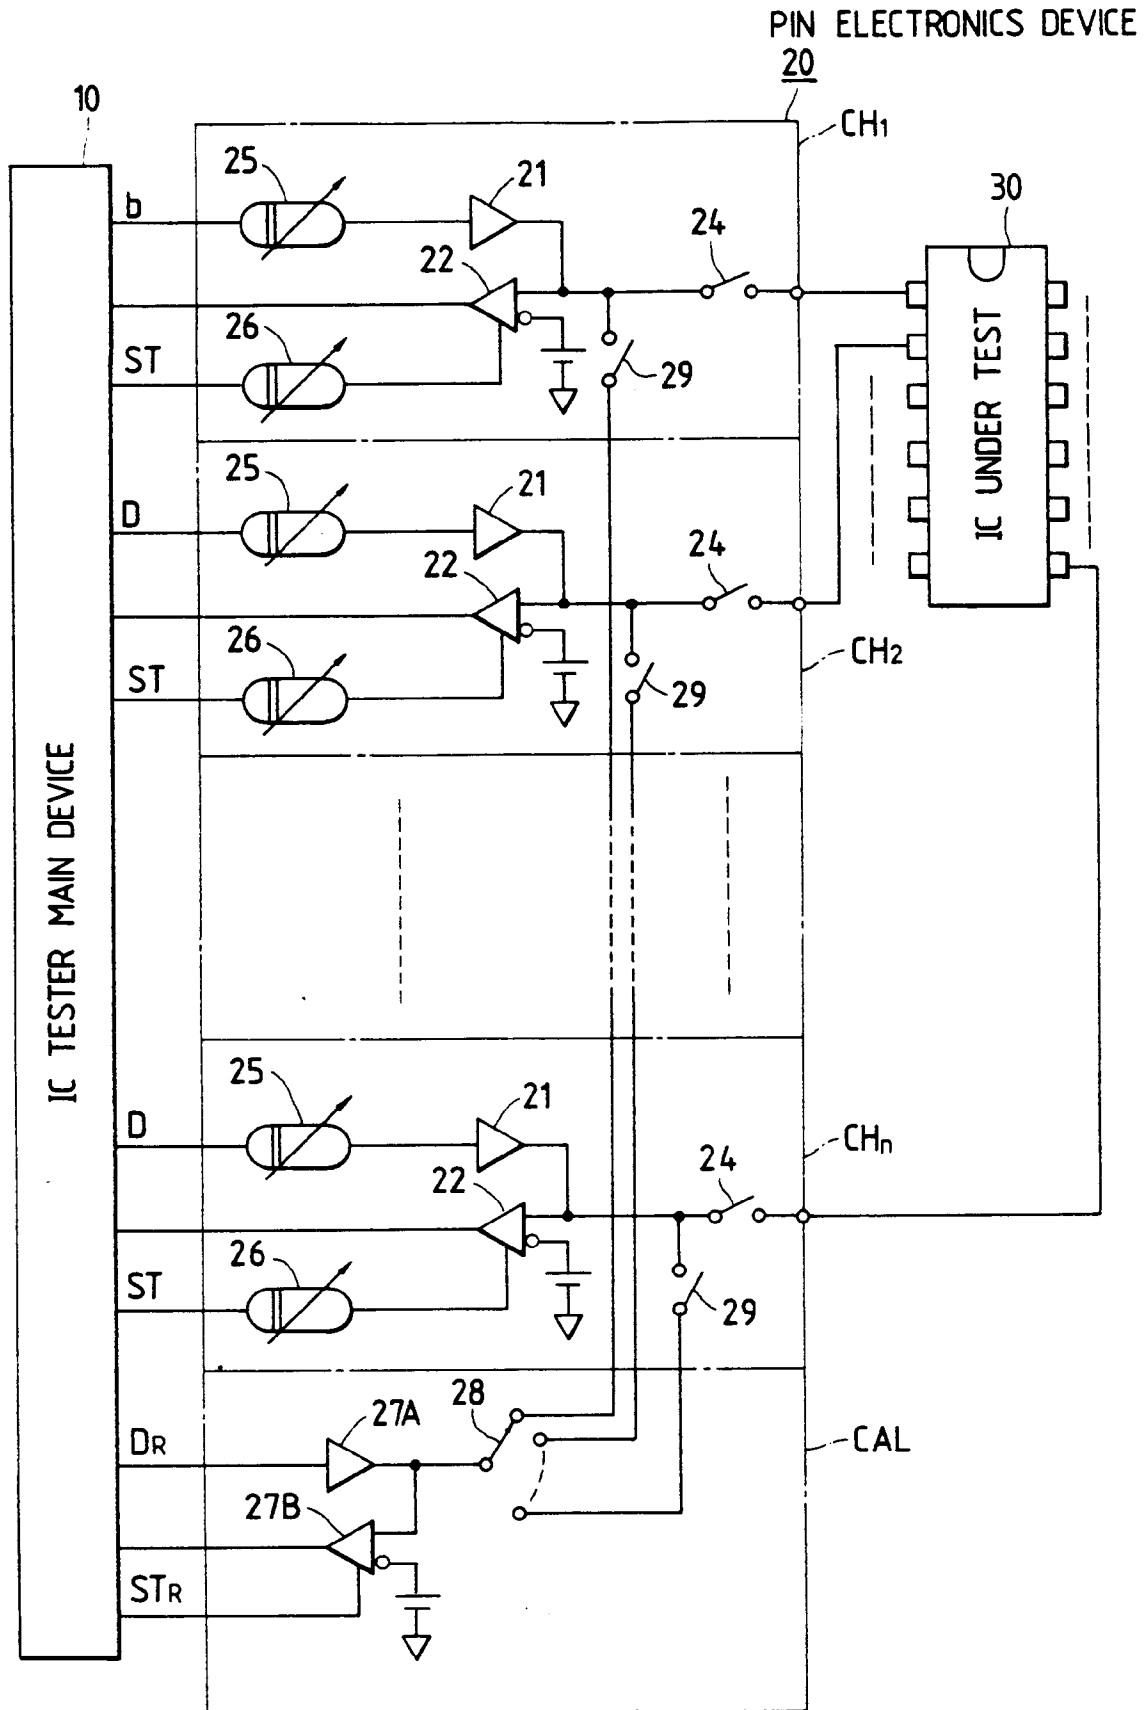 PIN ELECTRONICS DEVICE
20
10
CH1
25
21
30
b
22
24
26
ST
29
IC UNDER TEST
25
21
D
22
24
26
CH2
ST
29
IC TESTER MAIN DEVICE
25
21
D
CHn
22
24
26
ST
29
28
27A
DR
CAL
27B
STR